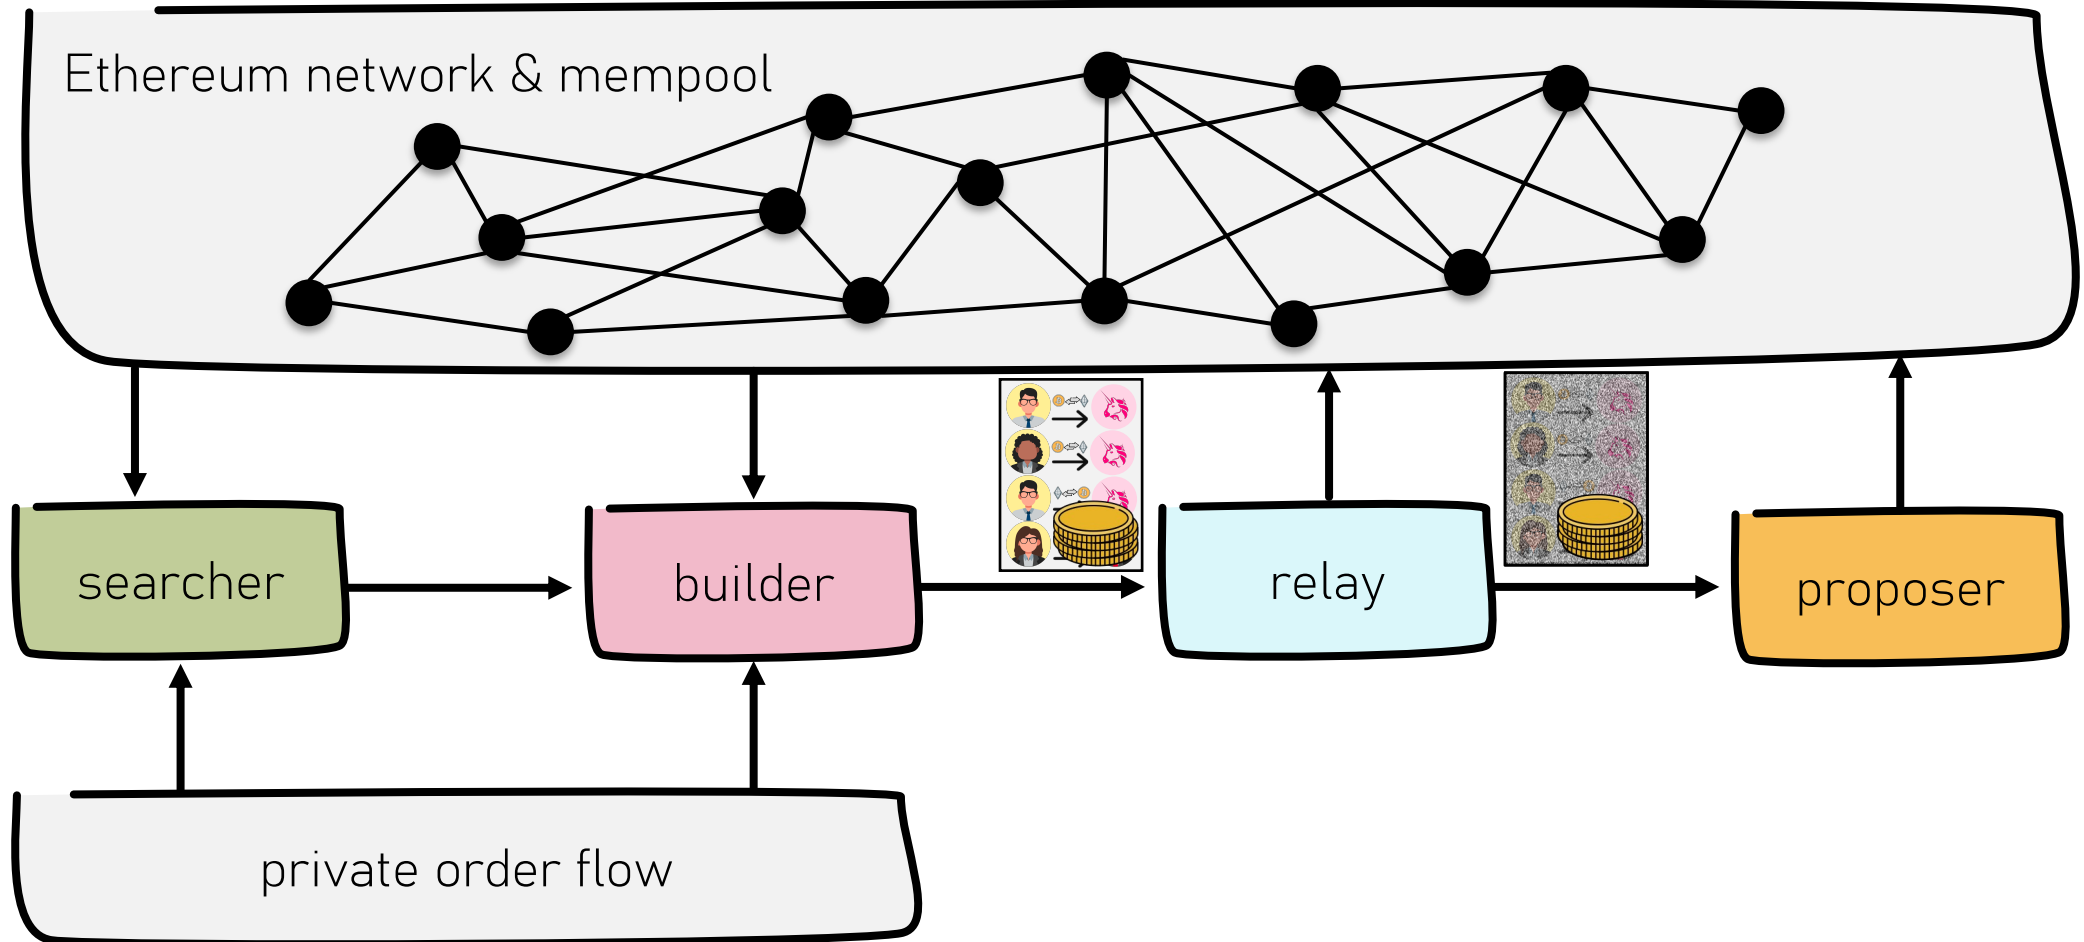 Ethereum network & mempool
searcher
builder
relay
proposer
private order flow